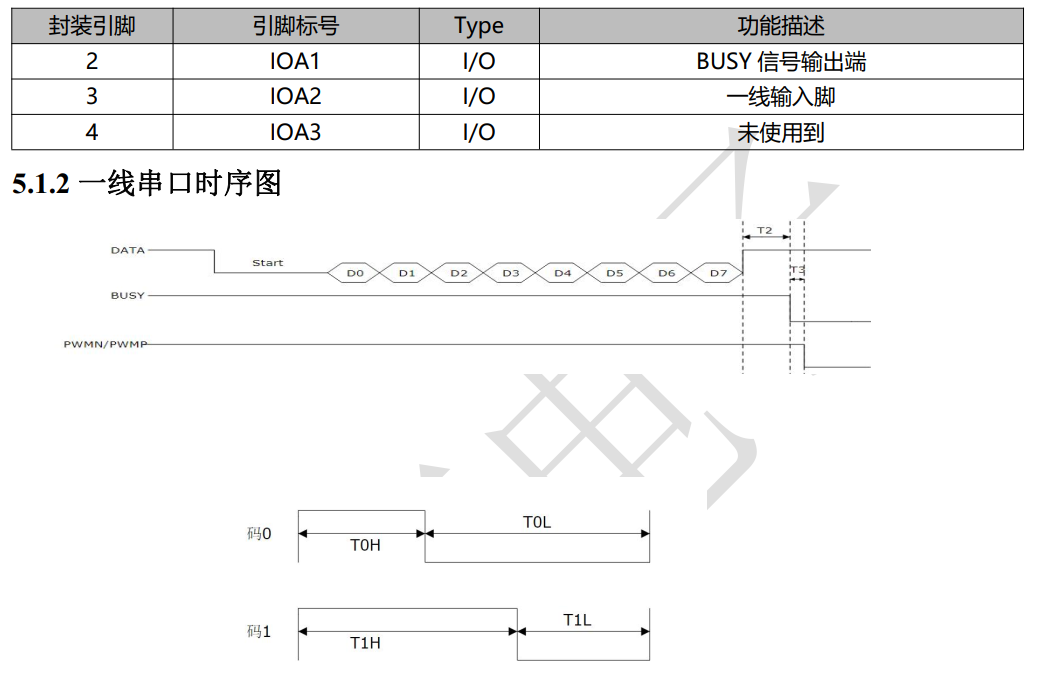 封装引脚 引脚标号 Type 功能描述
2 IOA1 I/O BUSY 信号输出端
3 IOA2 I/O 一线输入脚
4 IOA3 I/O 未使用到
5.1.2 一线串口时序图
T2
DATA
Start
D0 D1 D2 D3 D4 D5 D6 D7
T3
BUSY
PWMN/PWMP
码0
T0H
T0L
码1
T1H
T1L